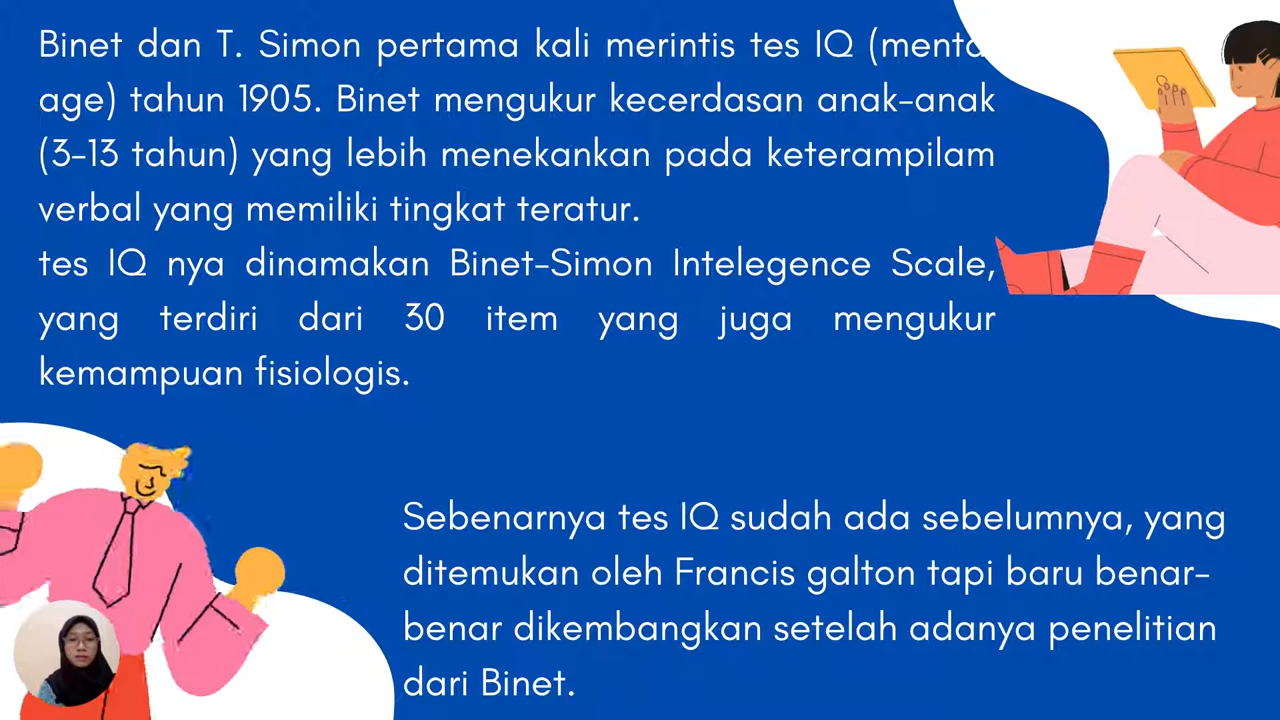 Binet dan T. Simon pertama kali merintis tes IQ (menta
age) tahun 1905. Binet mengukur kecerdasan anak-anak
(3-13 tahun) yang lebih menekankan pada keterampilam
verbal yang memiliki tingkat teratur.
tes IQ nya dinamakan Binet-Simon Intelegence Scale,
yang terdiri dari 30 item yang juga mengukur
kemampuan fisiologis.
Sebenarnya tes IQ sudah ada sebelumnya, yang
ditemukan oleh Francis galton tapi baru benar-
benar dikembangkan setelah adanya penelitian
dari Binet.